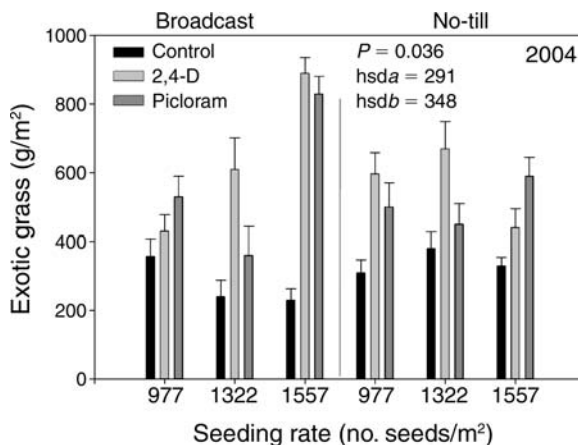 Broadcast No-till
Control
2,4-D
Picloram
P = 0.036
hsda = 291
hsdb = 348
2004
Exotic grass (g/m²)
1000
800
600
400
200
0
977 1322 1557 977 1322 1557
Seeding rate (no. seeds/m²)